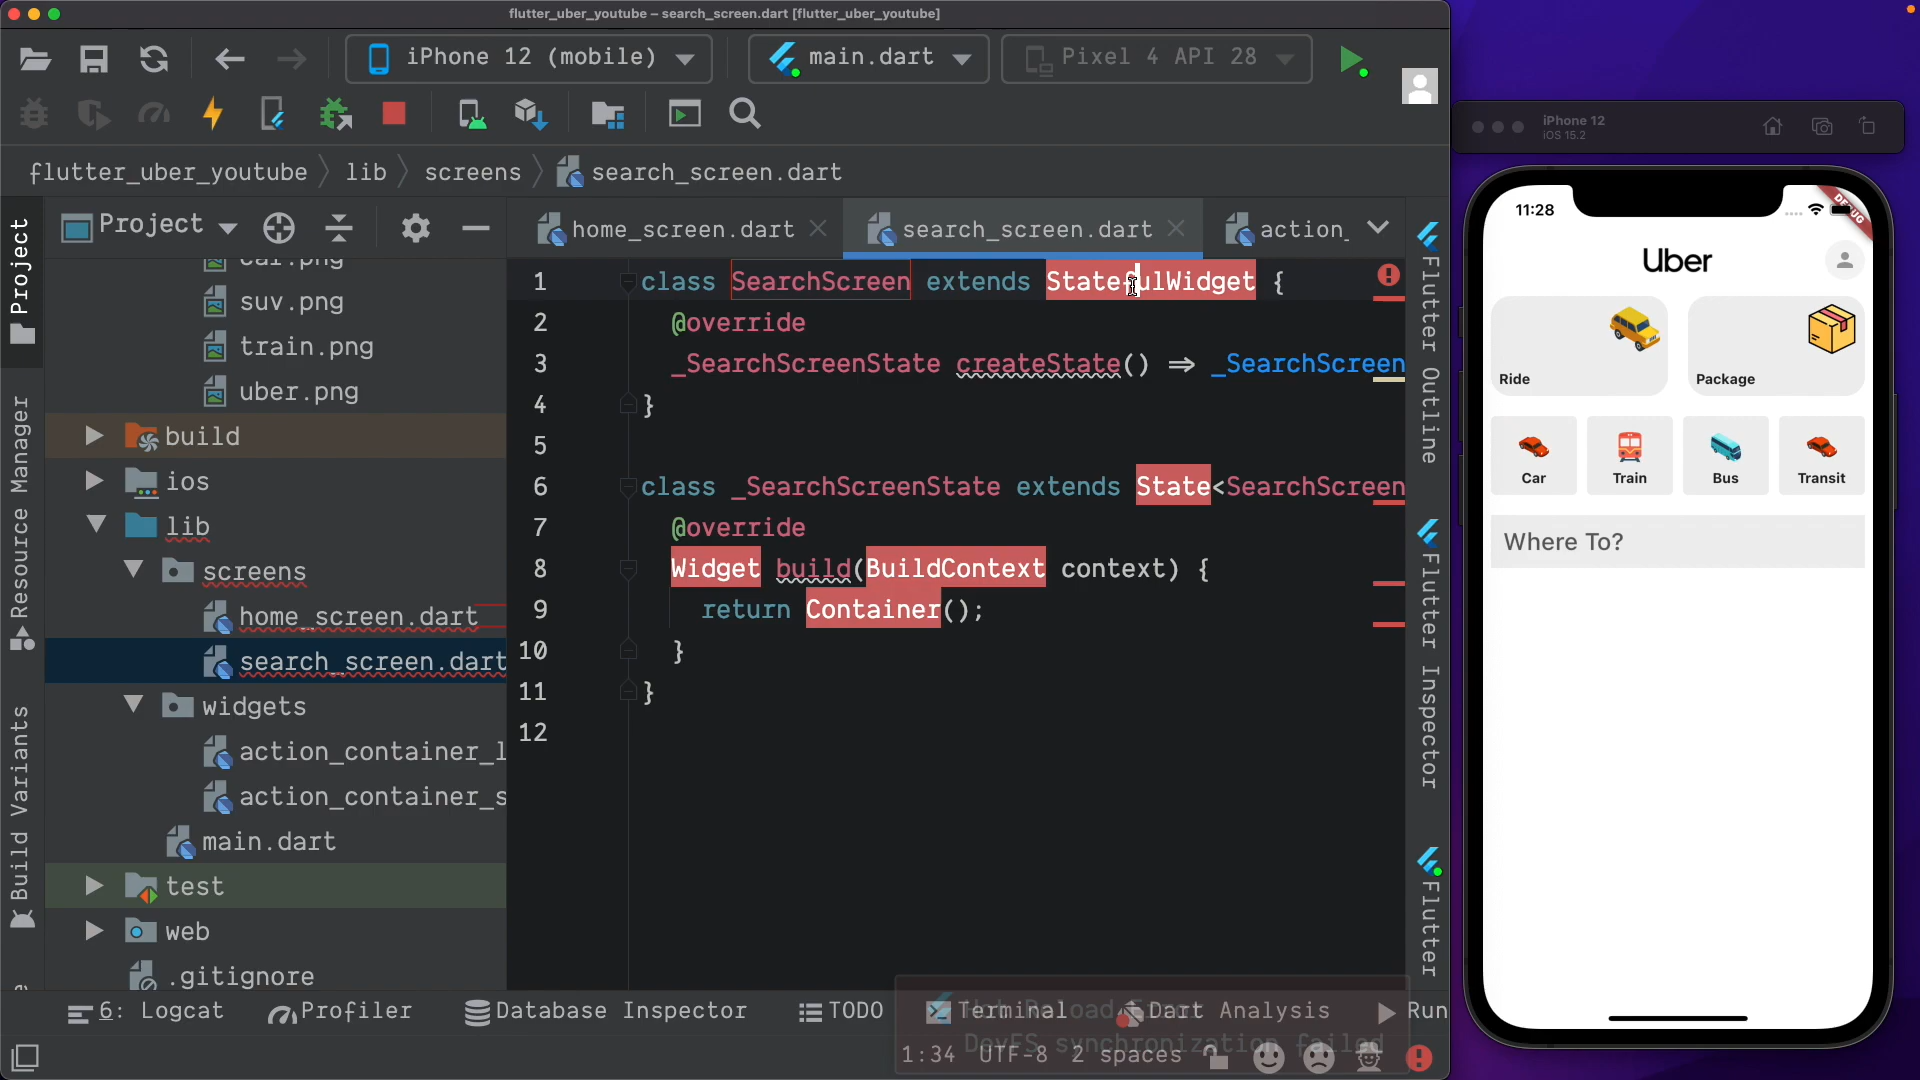 flutter_uber_youtube – search_screen.dart [flutter_uber_youtube]
iPhone 12 (mobile)
main.dart
Pixel 4 API 28
flutter_uber_youtube
lib
screens
search_screen.dart
Project
Resource Manager
Build Variants
Project
car.png
suv.png
train.png
uber.png
build
ios
lib
screens
home_screen.dart
search_screen.dart
widgets
action_container_l
action_container_s
main.dart
test
web
.gitignore
home_screen.dart
search_screen.dart
action_
1 class SearchScreen extends StatefulWidget {
2 @override
3 _SearchScreenState createState() => _SearchScreen
4 }
5
6 class _SearchScreenState extends State<SearchScreen
7 @override
8 Widget build(BuildContext context) {
9 return Container();
10 }
11 }
12
Flutter Outline
Flutter Inspector
Flutter
6: Logcat
Profiler
Database Inspector
TODO
Terminal
Dart Analysis
Run
DevFS synchronization failed
1:34
UTF-8
2 spaces
iPhone 12
iOS 15.2
11:28
DEBUG
Uber
Ride
Package
Car
Train
Bus
Transit
Where To?